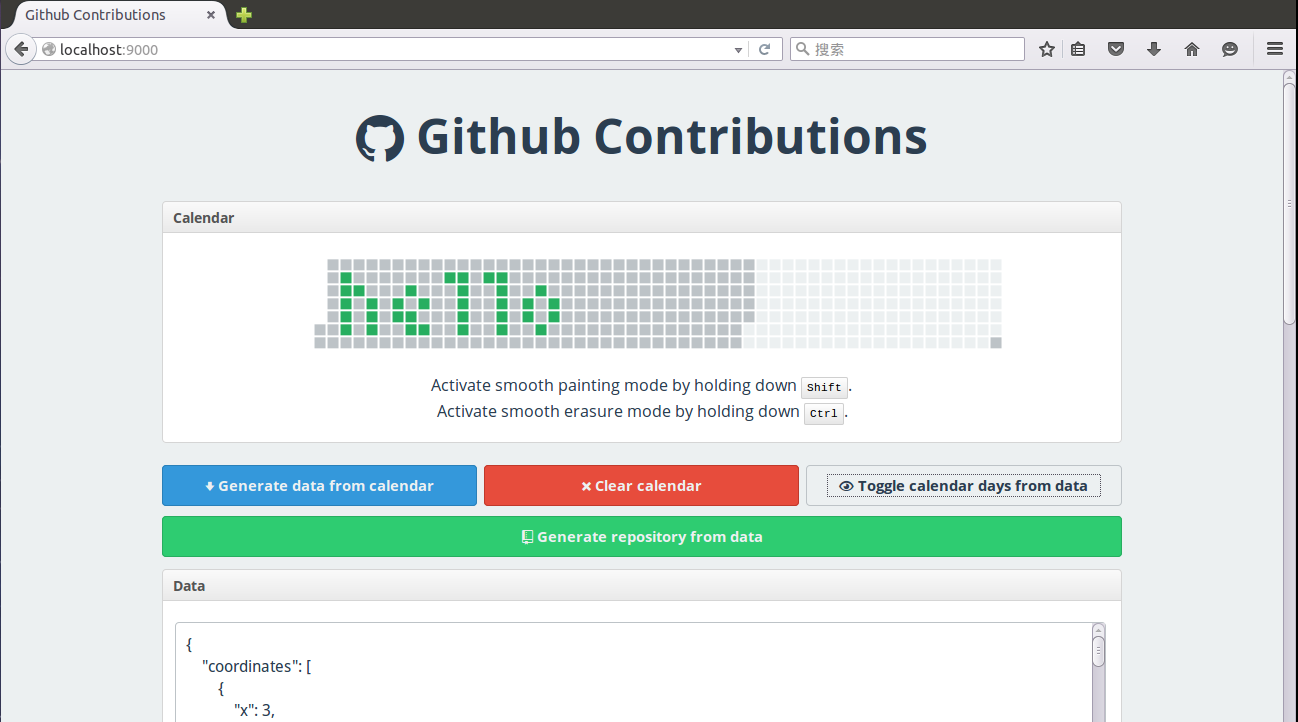 Github Contributions
localhost:9000
搜索
Github Contributions
Calendar
hello
Activate smooth painting mode by holding down Shift.
Activate smooth erasure mode by holding down Ctrl.
Generate data from calendar
Clear calendar
Toggle calendar days from data
Generate repository from data
Data
{
"coordinates": [
{
"x": 3,